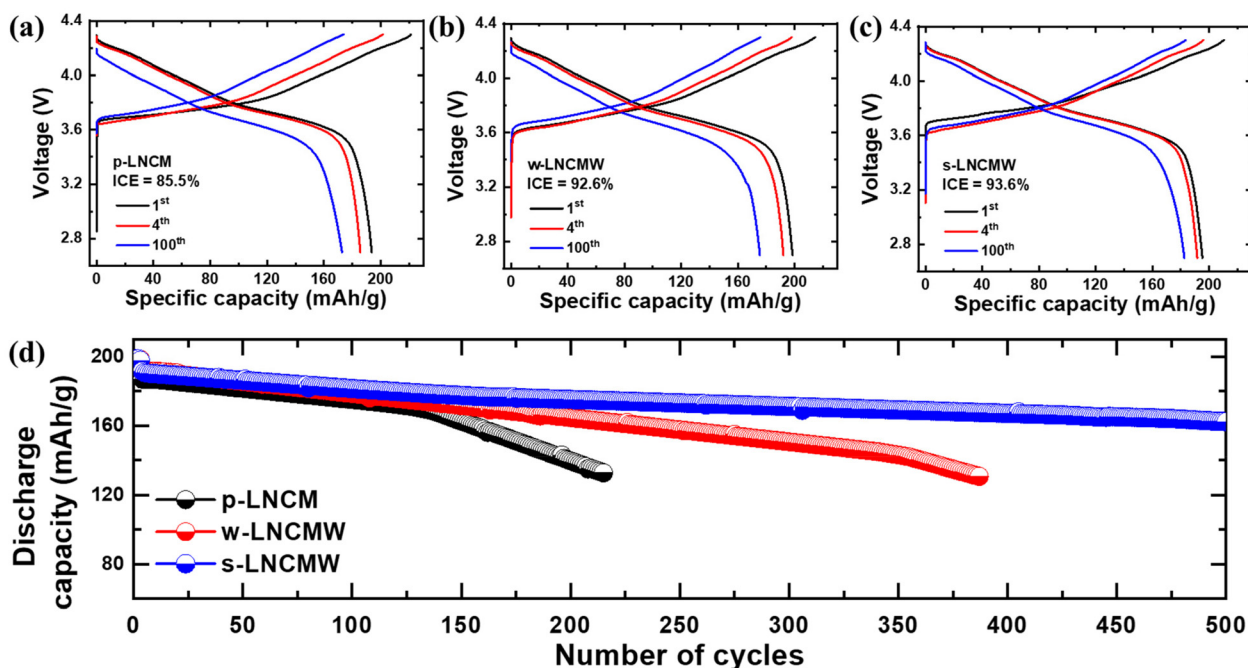 (a)
4.4
4.0
3.6
3.2
2.8
Voltage (V)
p-LNCM
ICE = 85.5%
1st
4th
100th
0 40 80 120 160 200
Specific capacity (mAh/g)
(b)
4.4
4.0
3.6
3.2
2.8
Voltage (V)
w-LNCMW
ICE = 92.6%
1st
4th
100th
0 40 80 120 160 200
Specific capacity (mAh/g)
(c)
4.4
4.0
3.6
3.2
2.8
Voltage (V)
s-LNCMW
ICE = 93.6%
1st
4th
100th
0 40 80 120 160 200
Specific capacity (mAh/g)
(d)
200
160
120
80
Discharge
capacity (mAh/g)
p-LNCM
w-LNCMW
s-LNCMW
0 50 100 150 200 250 300 350 400 450 500
Number of cycles